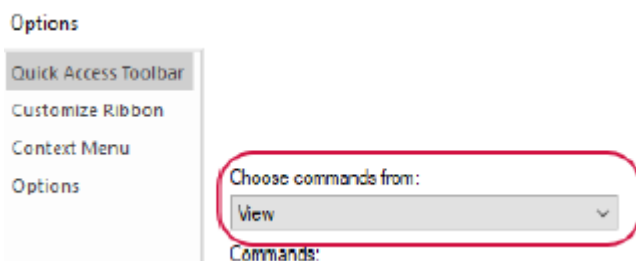 Options
Quick Access Toolbar
Customize Ribbon
Context Menu
Options
Choose commands from:
View
Commands: